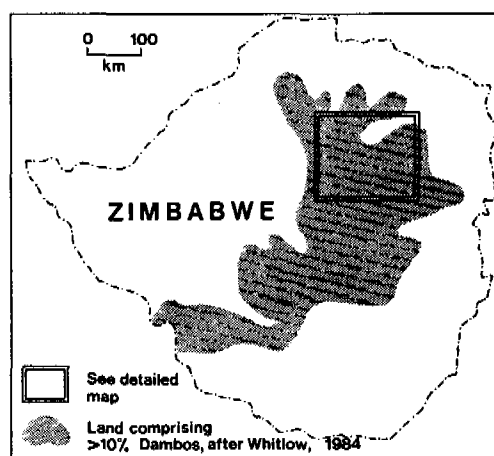 0 100
km
ZIMBABWE
See detailed
map
Land comprising
>10% Dambos, after Whitlow, 1984